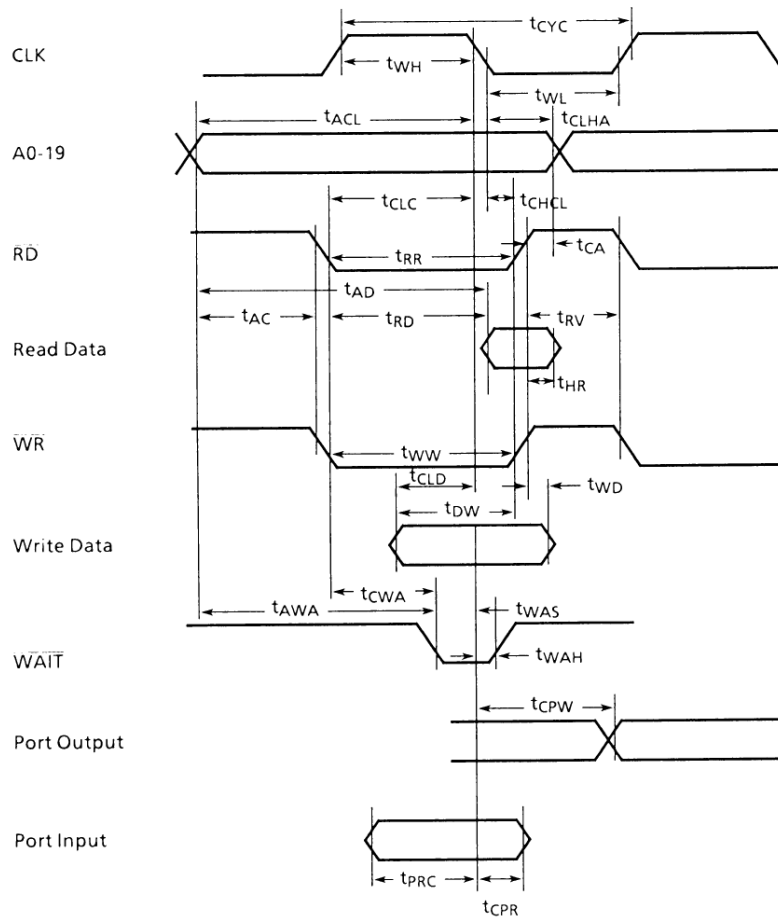 tCYC
CLK
tWH
tWL
tACL
tCLHA
A0-19
tCLC
tCHCL
RD
tRR
tCA
tAD
tAC
tRD
tRV
Read Data
tHR
WR
tWW
tCLD
tWD
tDW
Write Data
tCWA
tAWA
tWAS
WAIT
tWAH
tCPW
Port Output
Port Input
tPRC
tCPR